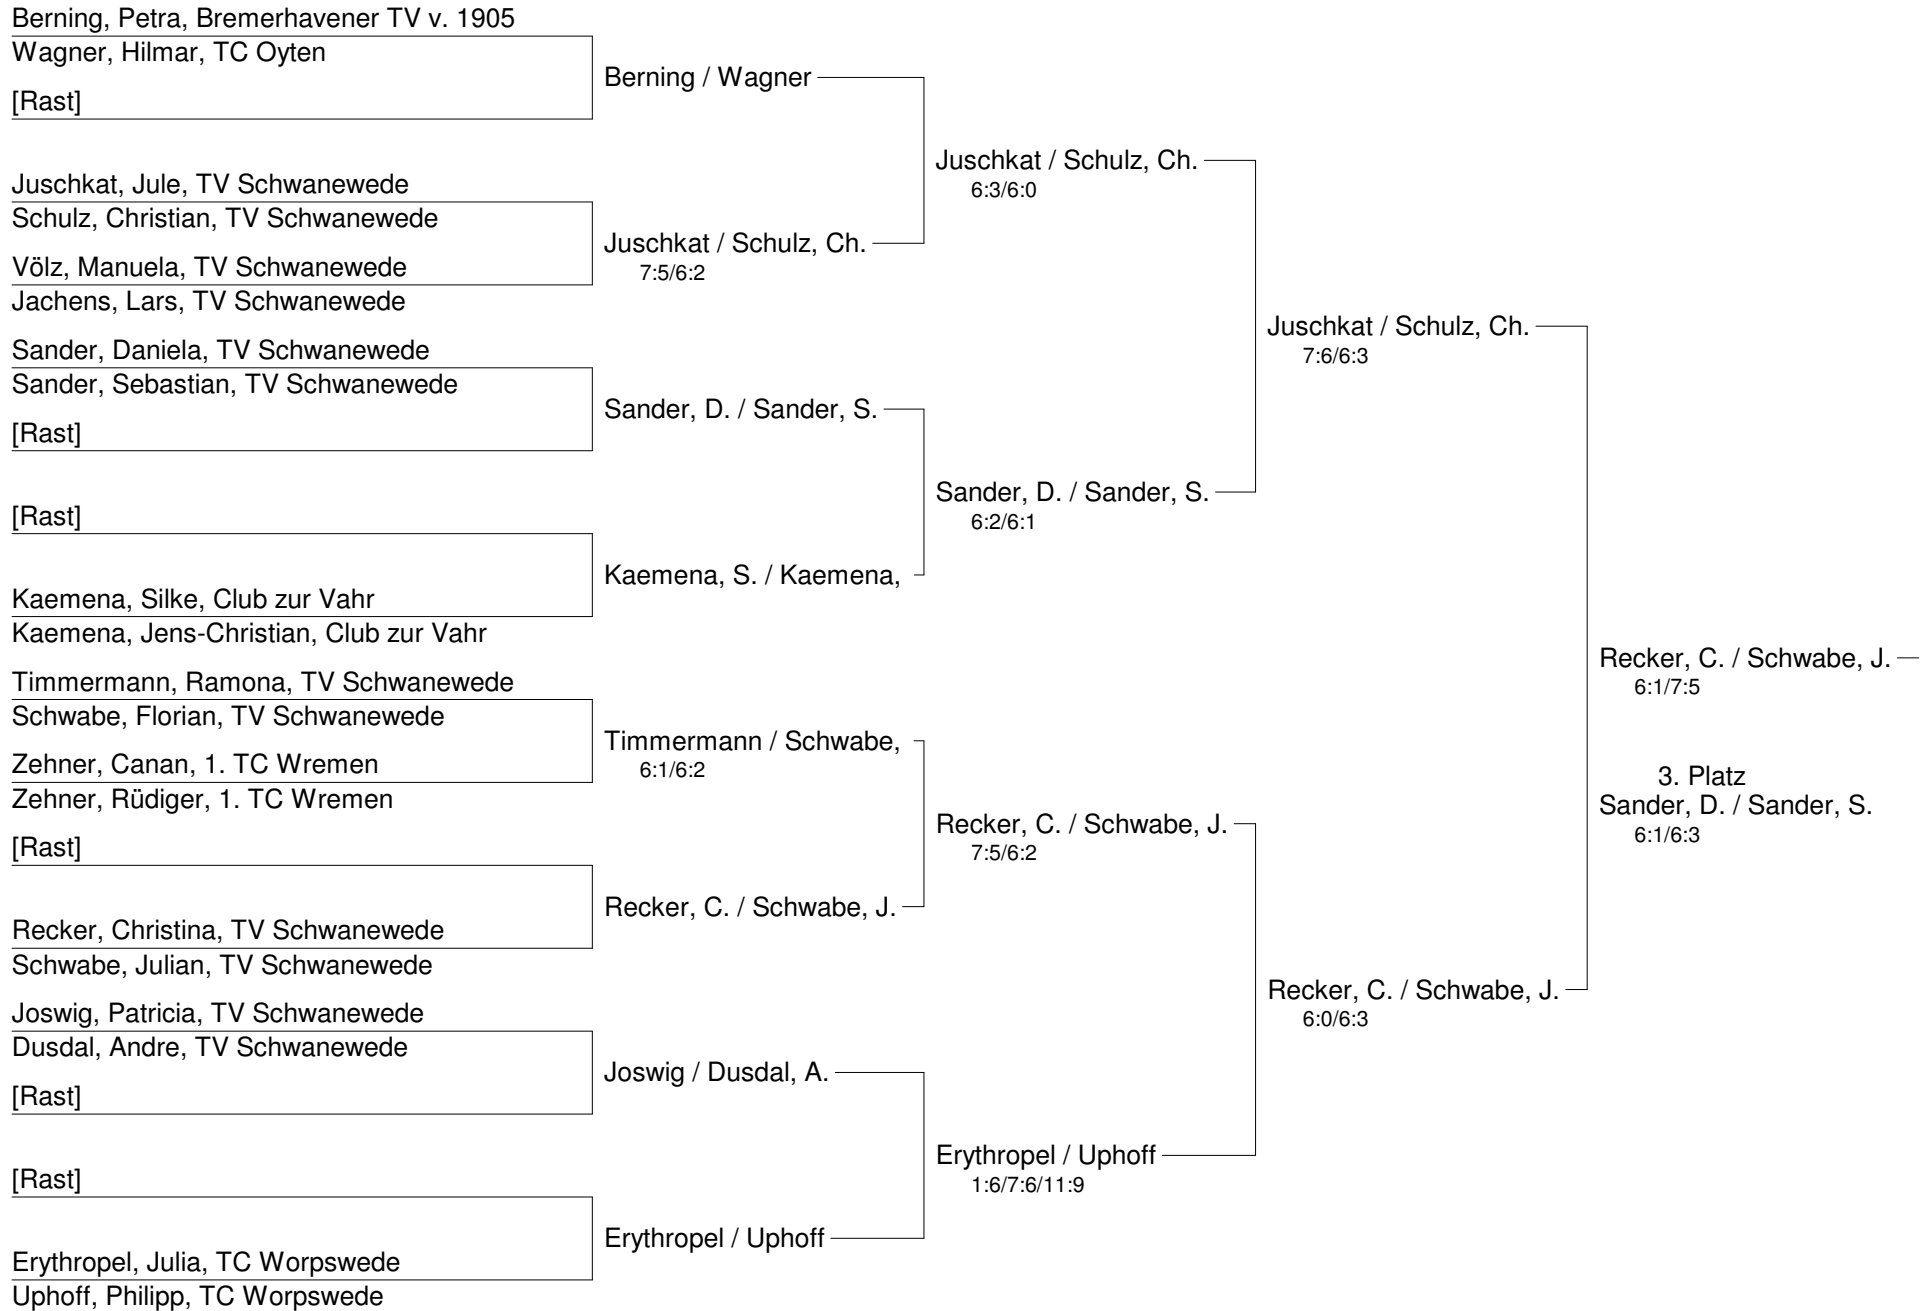 Berning, Petra, Bremerhavener TV v. 1905
Wagner, Hilmar, TC Oyten
[Rast]
Juschkat, Jule, TV Schwanewede
Schulz, Christian, TV Schwanewede
Völz, Manuela, TV Schwanewede
Jachens, Lars, TV Schwanewede
Sander, Daniela, TV Schwanewede
Sander, Sebastian, TV Schwanewede
[Rast]
[Rast]
Kaemena, Silke, Club zur Vahr
Kaemena, Jens-Christian, Club zur Vahr
Timmermann, Ramona, TV Schwanewede
Schwabe, Florian, TV Schwanewede
Zehner, Canan, 1. TC Wremen
Zehner, Rüdiger, 1. TC Wremen
[Rast]
Recker, Christina, TV Schwanewede
Schwabe, Julian, TV Schwanewede
Joswig, Patricia, TV Schwanewede
Dusdal, Andre, TV Schwanewede
[Rast]
[Rast]
Erythropel, Julia, TC Worpswede
Uphoff, Philipp, TC Worpswede
Berning / Wagner
Juschkat / Schulz, Ch.
7:5/6:2
Sander, D. / Sander, S.
Kaemena, S. / Kaemena,
Timmermann / Schwabe,
6:1/6:2
Recker, C. / Schwabe, J.
Joswig / Dusdal, A.
Erythropel / Uphoff
Juschkat / Schulz, Ch.
6:3/6:0
Sander, D. / Sander, S.
6:2/6:1
Recker, C. / Schwabe, J.
7:5/6:2
Erythropel / Uphoff
1:6/7:6/11:9
Juschkat / Schulz, Ch.
7:6/6:3
Recker, C. / Schwabe, J.
6:0/6:3
Recker, C. / Schwabe, J.
6:1/7:5
3. Platz
Sander, D. / Sander, S.
6:1/6:3